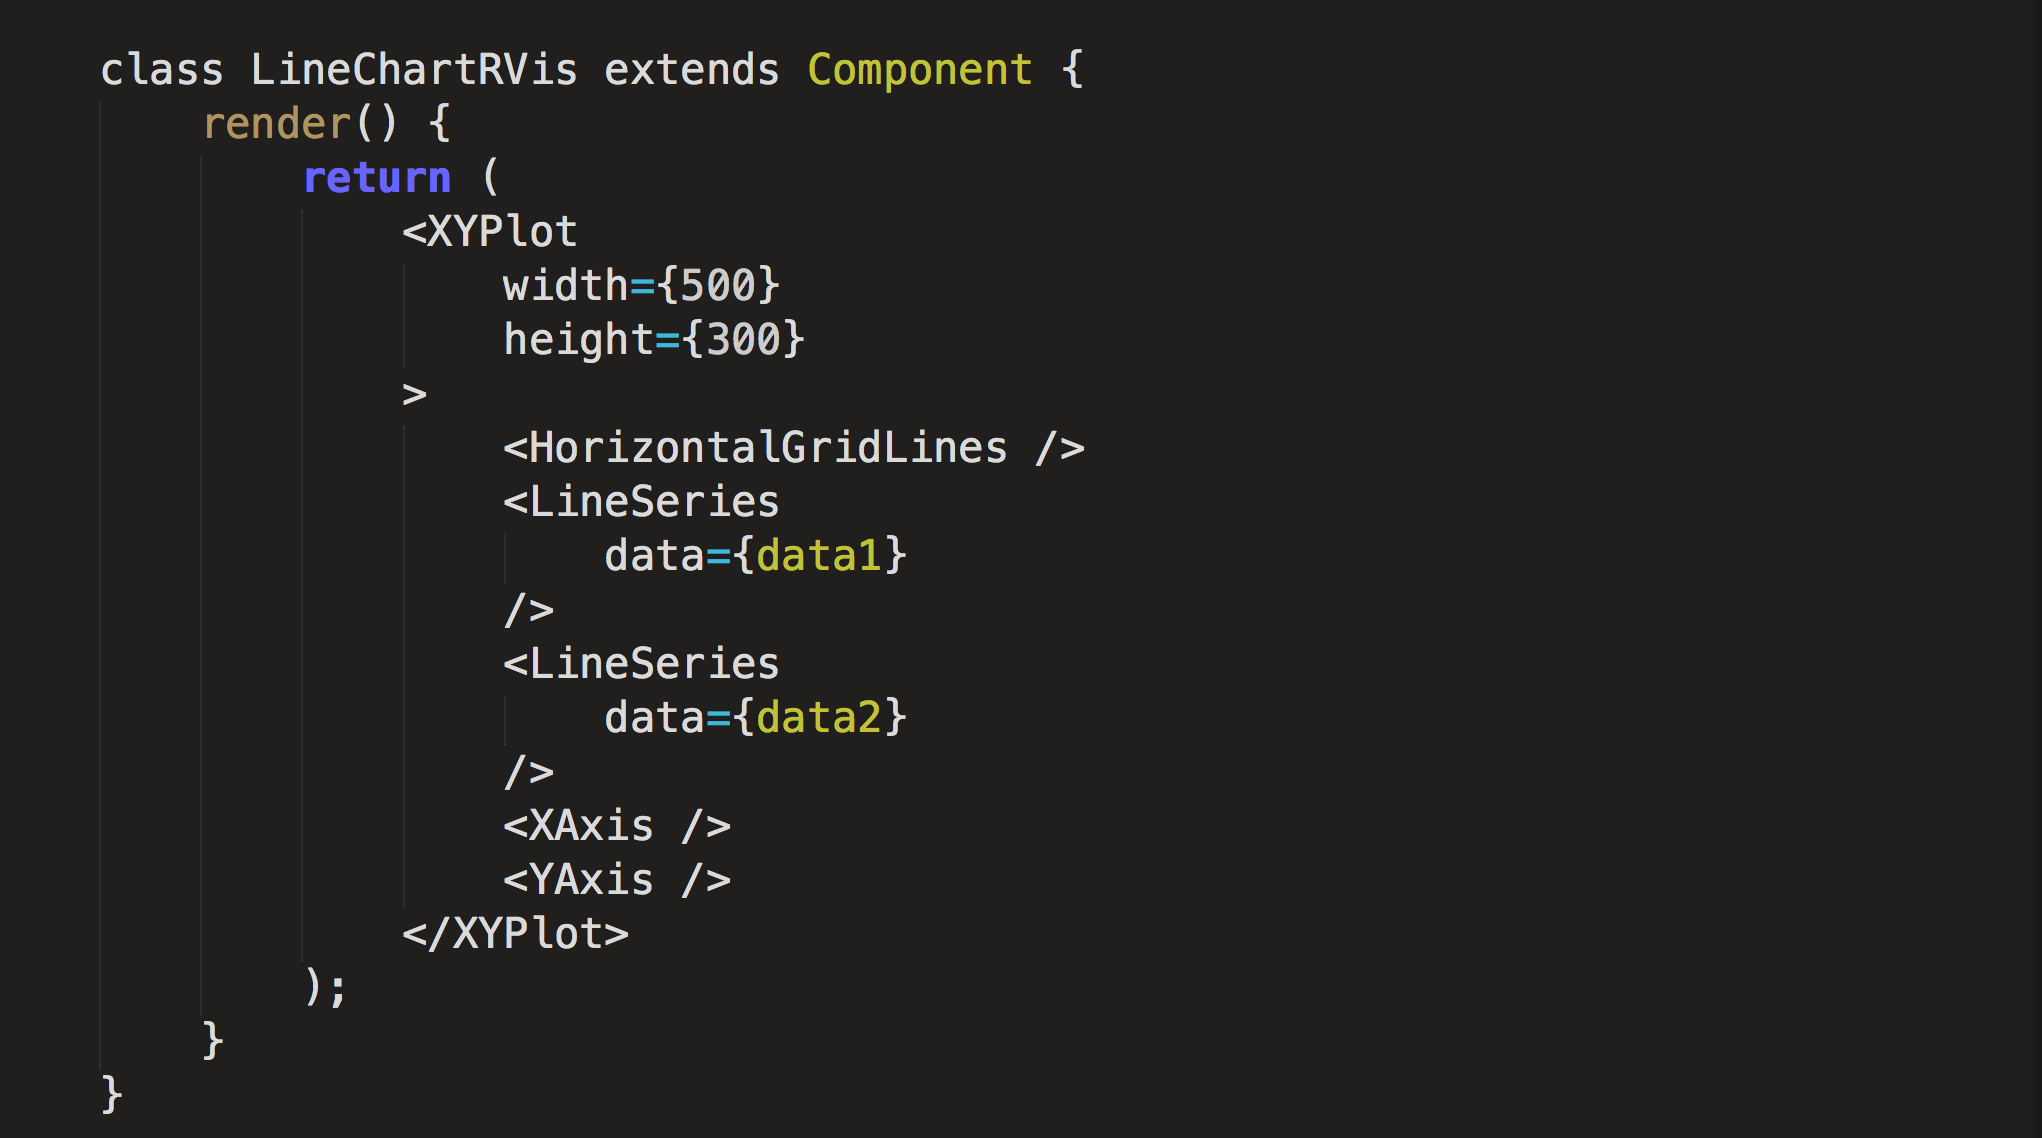 class LineChartRVis extends Component {
    render() {
        return (
            <XYPlot
                width={500}
                height={300}
            >
                <HorizontalGridLines />
                <LineSeries
                    data={data1}
                />
                <LineSeries
                    data={data2}
                />
                <XAxis />
                <YAxis />
            </XYPlot>
        );
    }
}